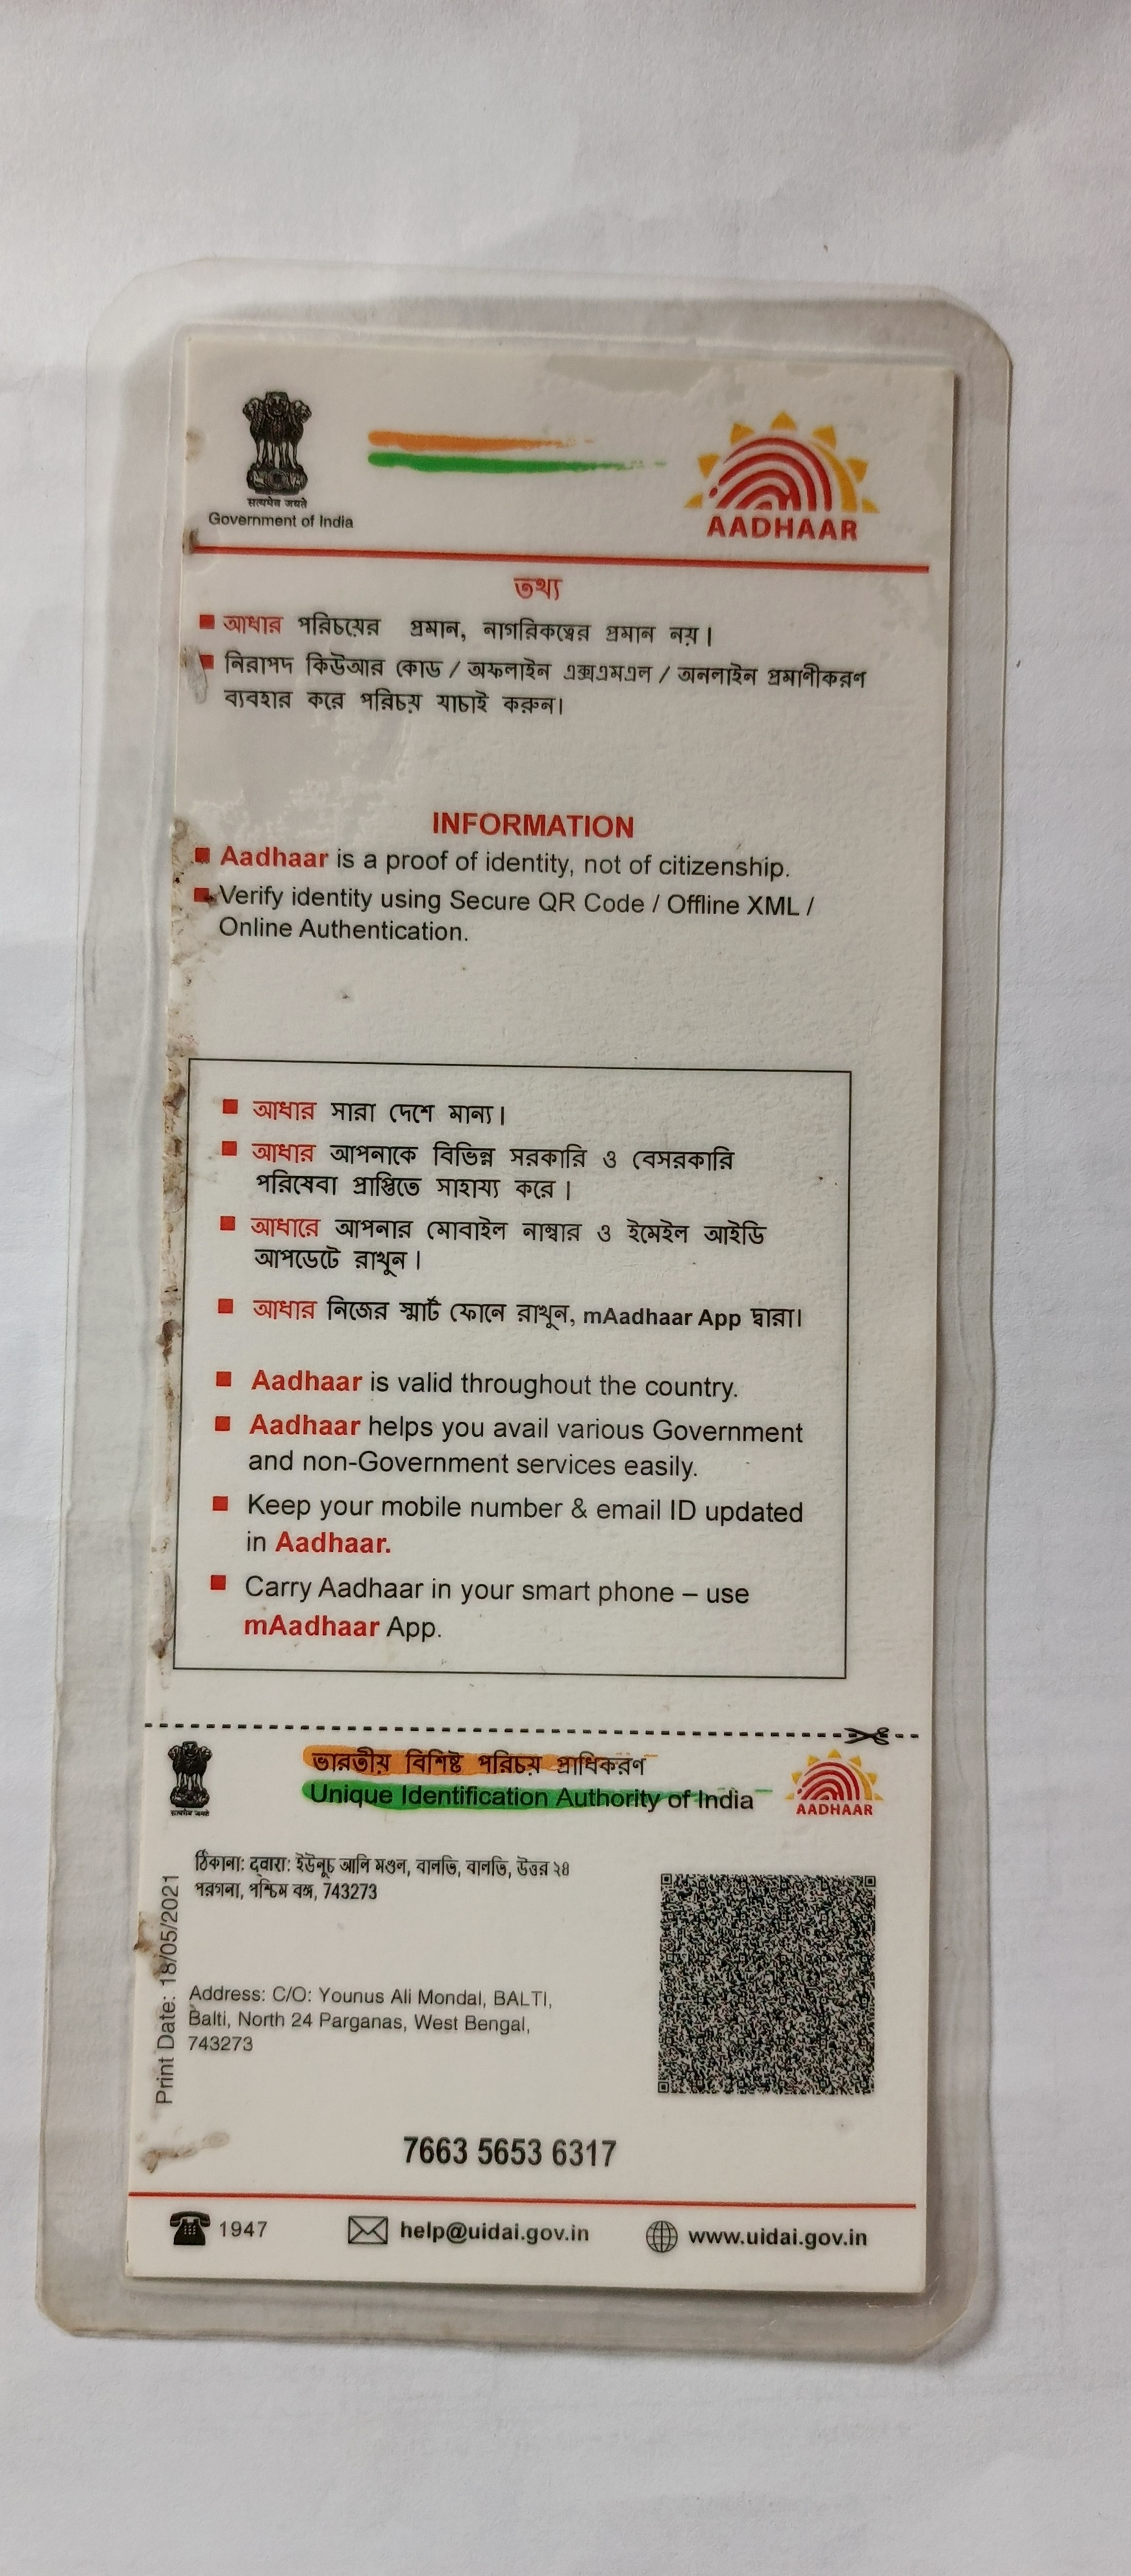 सत्यमेव जयते
Government of India
AADHAAR
তথ্য
আধার পরিচয়ের প্রমান, নাগরিকত্বের প্রমান নয়।
নিরাপদ কিউআর কোড / অফলাইন এক্সএমএল / অনলাইন প্রমাণীকরণ
ব্যবহার করে পরিচয় যাচাই করুন।
INFORMATION
Aadhaar is a proof of identity, not of citizenship.
Verify identity using Secure QR Code / Offline XML /
Online Authentication.
আধার সারা দেশে মান্য।
আধার আপনাকে বিভিন্ন সরকারি ও বেসরকারি
পরিষেবা প্রাপ্তিতে সাহায্য করে।
আধারে আপনার মোবাইল নাম্বার ও ইমেইল আইডি
আপডেটে রাখুন।
আধার নিজের স্মার্ট ফোনে রাখুন, mAadhaar App দ্বারা।
Aadhaar is valid throughout the country.
Aadhaar helps you avail various Government
and non-Government services easily.
Keep your mobile number & email ID updated
in Aadhaar.
Carry Aadhaar in your smart phone – use
mAadhaar App.
सत्यमेव जयते
ভারতীয় বিশিষ্ট পরিচয় প্রাধিকরণ
Unique Identification Authority of India
AADHAAR
Print Date: 18/05/2021
ঠিকানা: द्वारा: ইউনুচ আলি মণ্ডল, বালতি, বালতি, উত্তর ২৪
পরগনা, পশ্চিম বঙ্গ, 743273
Address: C/O: Younus Ali Mondal, BALTI,
Balti, North 24 Parganas, West Bengal,
743273
7663 5653 6317
1947
help@uidai.gov.in
www.uidai.gov.in